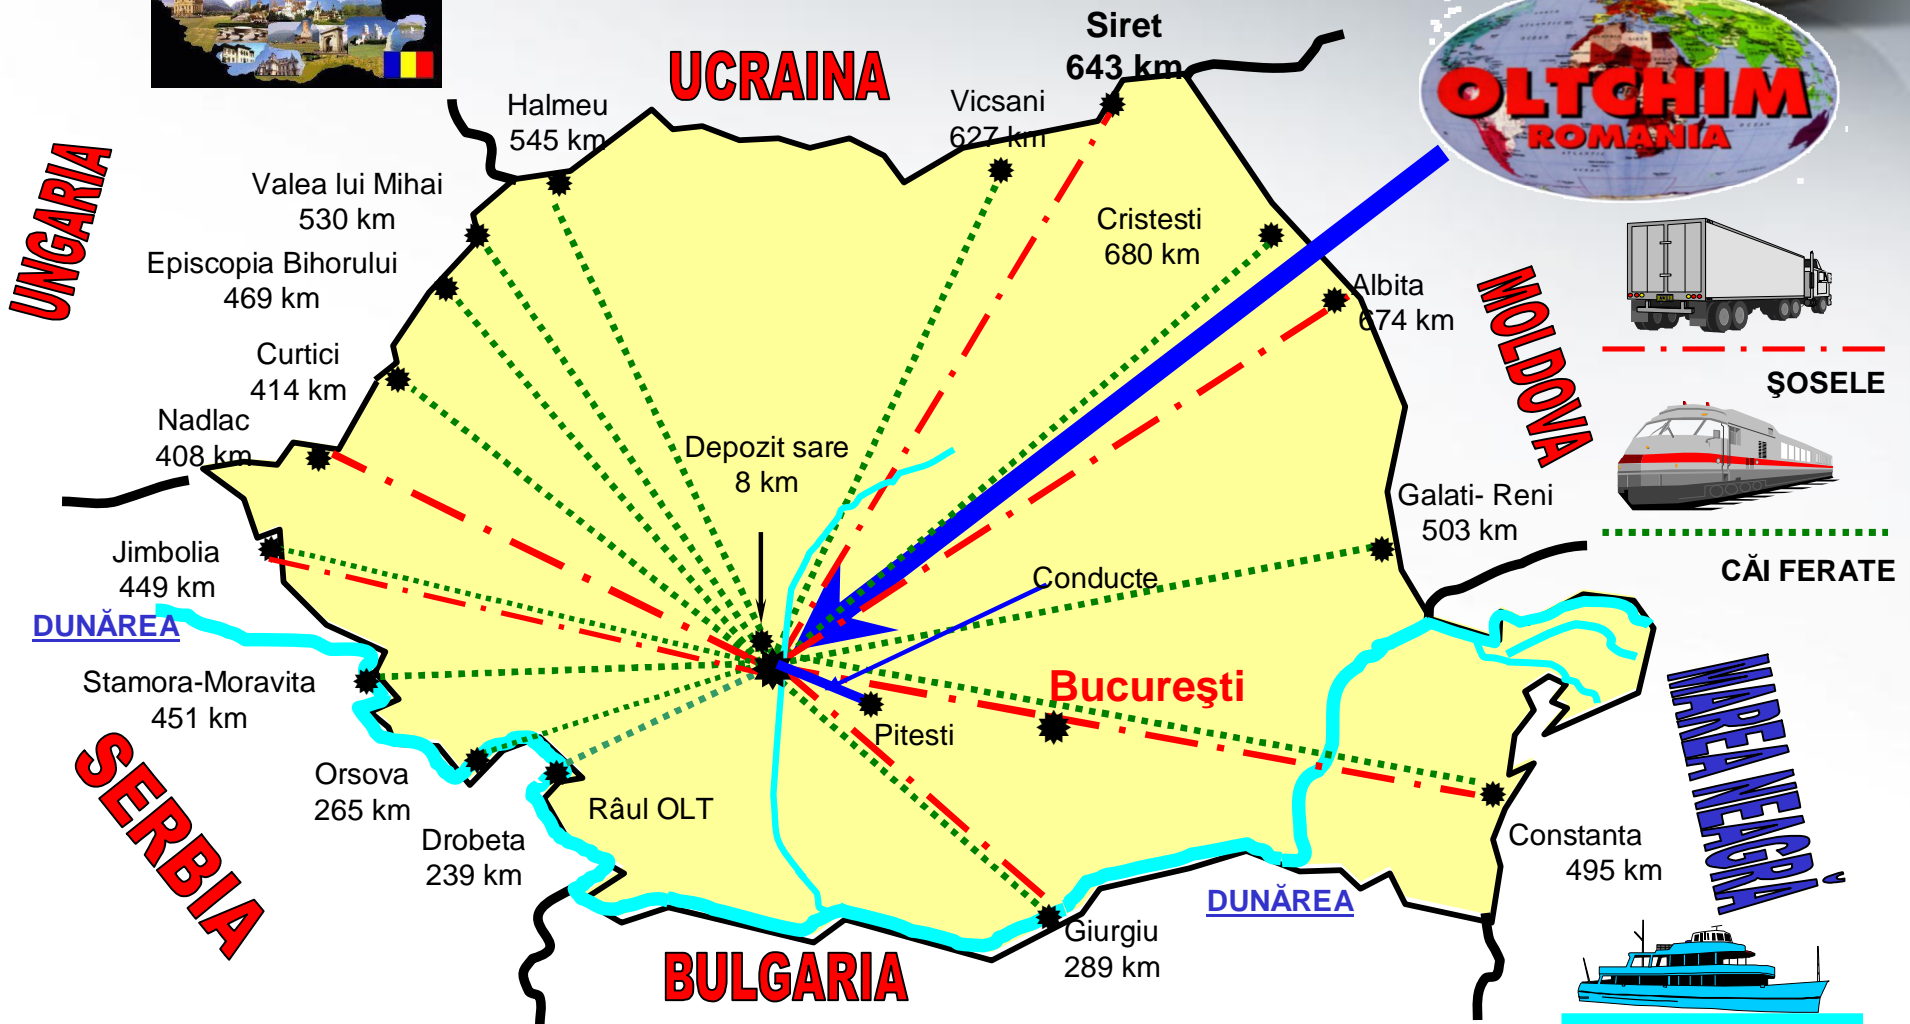 Siret
643 km
UCRAINA
OLTCHIM
ROMANIA
Halmeu
545 km
Vicsani
627 km
UNGARIA
Valea lui Mihai
530 km
Cristesti
680 km
Episcopia Bihorului
469 km
Albita
674 km
MOLDOVA
Curtici
414 km
ŞOSELE
Nadlac
408 km
Depozit sare
8 km
Galati- Reni
503 km
Jimbolia
449 km
Conducte
CĂI FERATE
DUNĂREA
Stamora-Moravita
451 km
Bucureşti
Pitesti
MAREA NEAGRĂ
SERBIA
Orsova
265 km
Râul OLT
Drobeta
239 km
Constanta
495 km
DUNĂREA
Giurgiu
289 km
BULGARIA